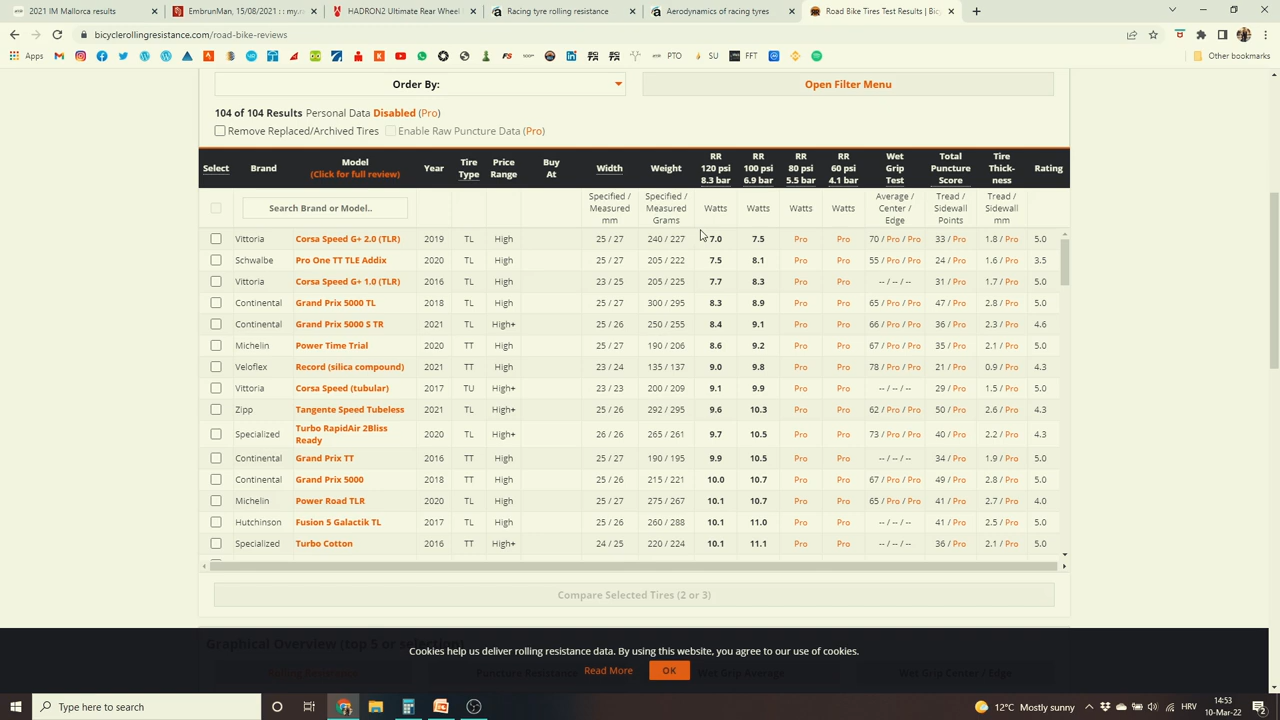 2021 IM Mallorca results
EmbrunMan, 15/08/2021 : : my.r
HADRON2 Ultimate Rear Wheel
Racing tyre rolling resistance
Aerodynamics of racing tyres
Road Bike Tires Test Results | Bic
bicyclerollingresistance.com/road-bike-reviews
Apps
PTO
SU
FFT
Other bookmarks
Order By:
Open Filter Menu
104 of 104 Results Personal Data Disabled (Pro)
Remove Replaced/Archived Tires Enable Raw Puncture Data (Pro)
Select Brand Model (Click for full review) Year Tire Type Price Range Buy At Width Weight RR 120 psi 8.3 bar RR 100 psi 6.9 bar RR 80 psi 5.5 bar RR 60 psi 4.1 bar Wet Grip Test Total Puncture Score Tire Thick-ness Rating
Search Brand or Model.. Specified / Measured mm Specified / Measured Grams Watts Watts Watts Watts Average / Center / Edge Tread / Sidewall Points Tread / Sidewall mm
Vittoria Corsa Speed G+ 2.0 (TLR) 2019 TL High 25 / 27 240 / 227 7.0 7.5 Pro Pro 70 / Pro / Pro 33 / Pro 1.8 / Pro 5.0
Schwalbe Pro One TT TLE Addix 2020 TL High 25 / 27 205 / 222 7.5 8.1 Pro Pro 55 / Pro / Pro 24 / Pro 1.6 / Pro 3.5
Vittoria Corsa Speed G+ 1.0 (TLR) 2016 TL High 23 / 25 205 / 225 7.7 8.3 Pro Pro -- / -- / -- 31 / Pro 1.7 / Pro 5.0
Continental Grand Prix 5000 TL 2018 TL High 25 / 27 300 / 295 8.3 8.9 Pro Pro 65 / Pro / Pro 47 / Pro 2.8 / Pro 5.0
Continental Grand Prix 5000 S TR 2021 TL High+ 25 / 26 250 / 255 8.4 9.1 Pro Pro 66 / Pro / Pro 36 / Pro 2.3 / Pro 4.6
Michelin Power Time Trial 2020 TT High 25 / 27 190 / 206 8.6 9.2 Pro Pro 67 / Pro / Pro 35 / Pro 2.1 / Pro 5.0
Veloflex Record (silica compound) 2021 TT High 23 / 24 135 / 137 9.0 9.8 Pro Pro 78 / Pro / Pro 21 / Pro 0.9 / Pro 4.3
Vittoria Corsa Speed (tubular) 2017 TU High+ 23 / 23 200 / 209 9.1 9.9 Pro Pro -- / -- / -- 29 / Pro 1.5 / Pro 5.0
Zipp Tangente Speed Tubeless 2021 TL High+ 25 / 26 292 / 295 9.6 10.3 Pro Pro 62 / Pro / Pro 50 / Pro 2.6 / Pro 4.3
Specialized Turbo RapidAir 2Bliss Ready 2020 TL High+ 26 / 26 265 / 261 9.7 10.5 Pro Pro 73 / Pro / Pro 40 / Pro 2.2 / Pro 4.3
Continental Grand Prix TT 2016 TT High 25 / 27 190 / 195 9.9 10.5 Pro Pro -- / -- / -- 34 / Pro 1.9 / Pro 5.0
Continental Grand Prix 5000 2018 TT High 25 / 26 215 / 221 10.0 10.7 Pro Pro 67 / Pro / Pro 49 / Pro 2.8 / Pro 5.0
Michelin Power Road TLR 2020 TL High 25 / 27 275 / 267 10.1 10.7 Pro Pro 65 / Pro / Pro 41 / Pro 2.7 / Pro 4.0
Hutchinson Fusion 5 Galactik TL 2017 TL High 25 / 26 260 / 288 10.1 11.0 Pro Pro -- / -- / -- 41 / Pro 2.5 / Pro 5.0
Specialized Turbo Cotton 2016 TT High+ 24 / 25 220 / 224 10.1 11.1 Pro Pro -- / -- / -- 36 / Pro 2.1 / Pro 5.0
Compare Selected Tires (2 or 3)
Graphical Overview (top 5 or selection)
Cookies help us deliver rolling resistance data. By using this website, you agree to our use of cookies.
Read More OK
Puncture Resistance Wet Grip Average Wet Grip Center / Edge
Type here to search
12°C Mostly sunny
HRV
14:53
10-Mar-22
2